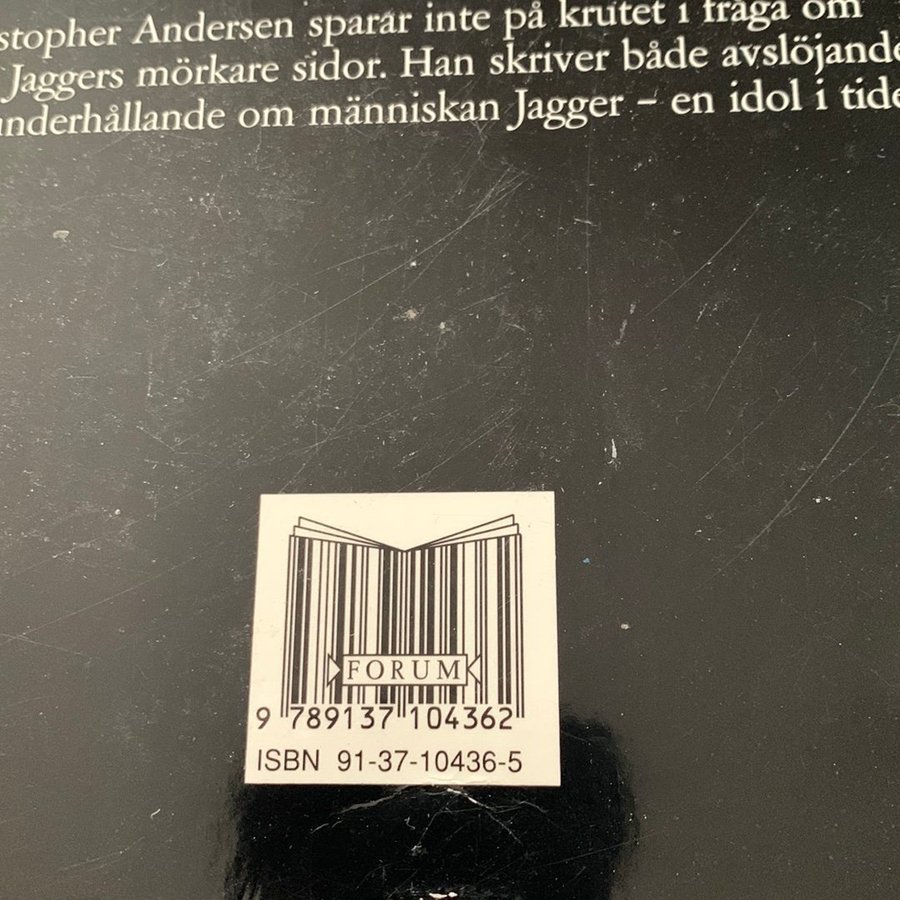 stopher Andersen sparar inte på krutet i fråga om
Jaggers mörkare sidor. Han skriver både avslöjande
underhållande om människan Jagger – en idol i tide
FORUM
9 789137 104362
ISBN 91-37-10436-5